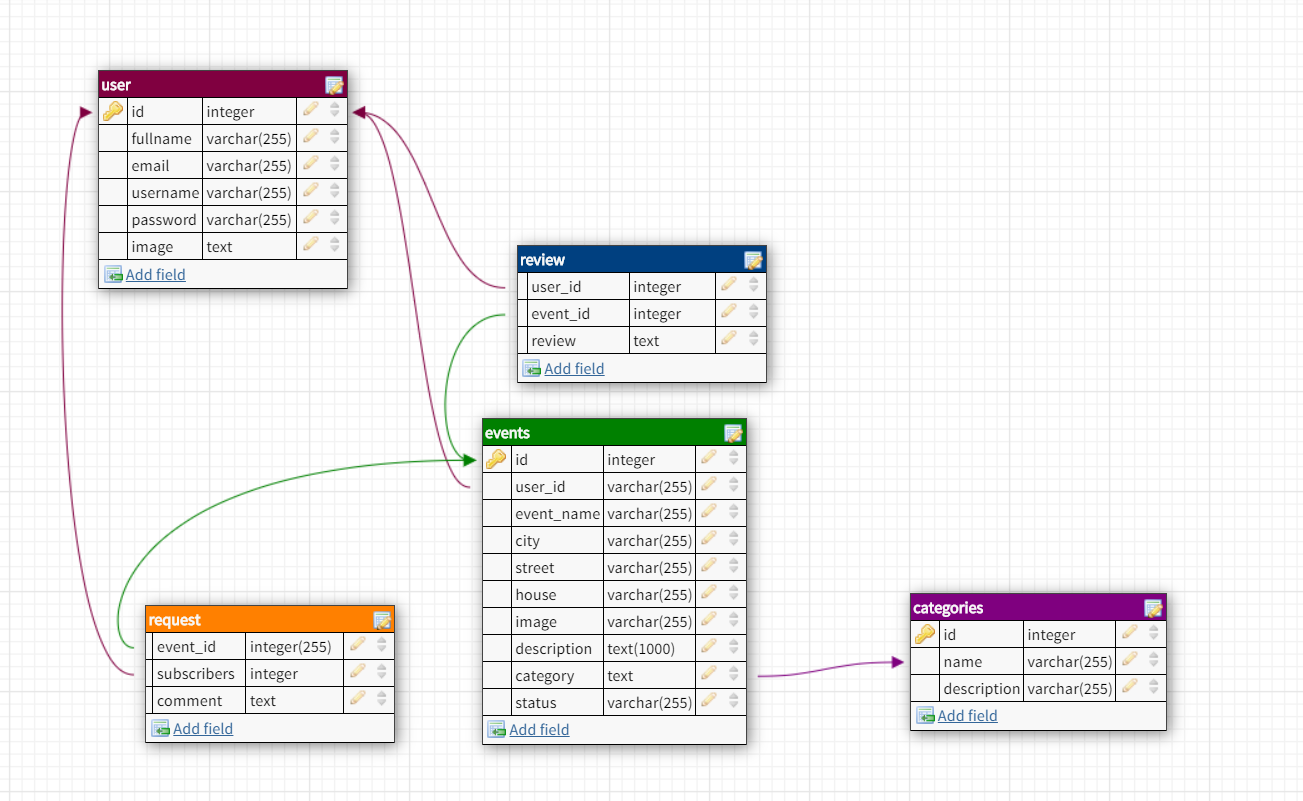 user
id integer
fullname varchar(255)
email varchar(255)
username varchar(255)
password varchar(255)
image text
Add field
review
user_id integer
event_id integer
review text
Add field
events
id integer
user_id varchar(255)
event_name varchar(255)
city varchar(255)
street varchar(255)
house varchar(255)
image varchar(255)
description text(1000)
category text
status varchar(255)
Add field
request
event_id integer(255)
subscribers integer
comment text
Add field
categories
id integer
name varchar(255)
description varchar(255)
Add field